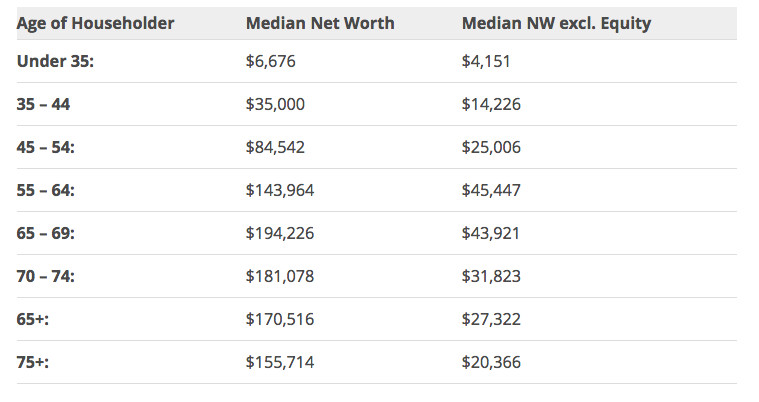 Age of Householder Median Net Worth Median NW excl. Equity
Under 35: $6,676 $4,151
35 – 44 $35,000 $14,226
45 – 54: $84,542 $25,006
55 – 64: $143,964 $45,447
65 – 69: $194,226 $43,921
70 – 74: $181,078 $31,823
65+: $170,516 $27,322
75+: $155,714 $20,366